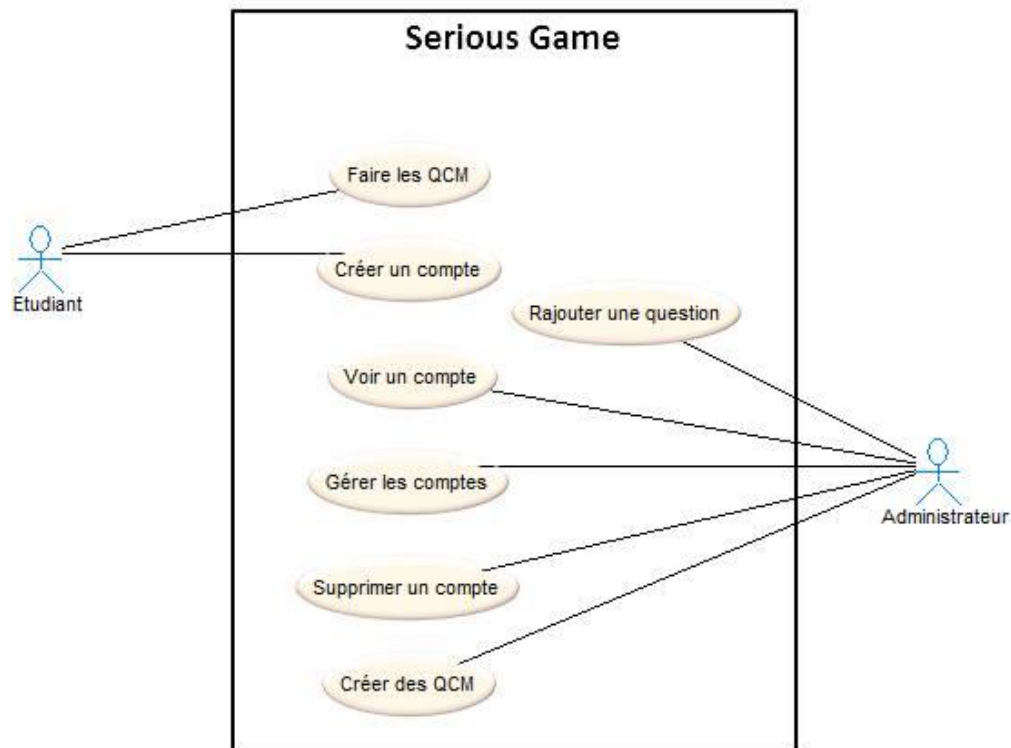 Serious Game
Faire les QCM
Créer un compte
Etudiant
Rajouter une question
Voir un compte
Gérer les comptes
Administrateur
Supprimer un compte
Créer des QCM